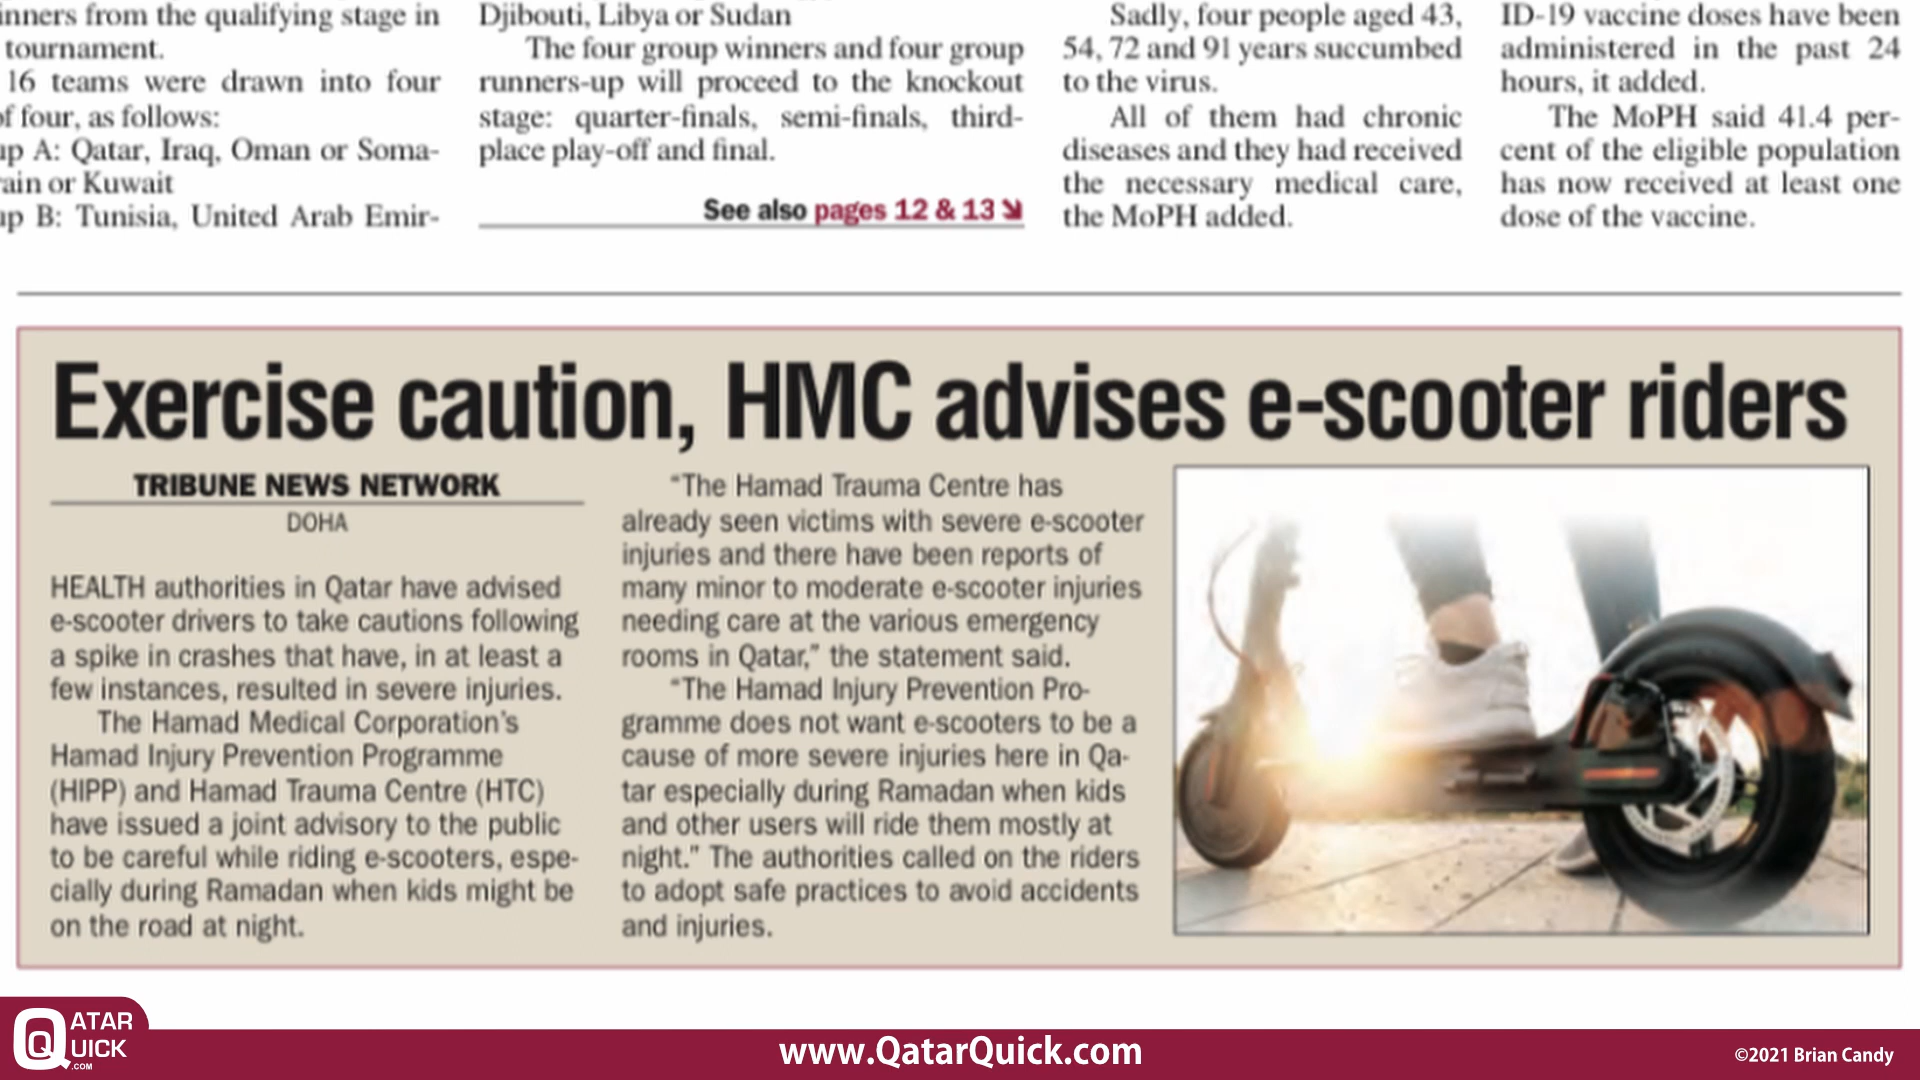 inners from the qualifying stage in
tournament.
16 teams were drawn into four
of four, as follows:
up A: Qatar, Iraq, Oman or Soma-
rain or Kuwait
up B: Tunisia, United Arab Emir-
Djibouti, Libya or Sudan
The four group winners and four group
runners-up will proceed to the knockout
stage: quarter-finals, semi-finals, third-
place play-off and final.
See also pages 12 & 13
Sadly, four people aged 43,
54, 72 and 91 years succumbed
to the virus.
All of them had chronic
diseases and they had received
the necessary medical care,
the MoPH added.
ID-19 vaccine doses have been
administered in the past 24
hours, it added.
The MoPH said 41.4 per-
cent of the eligible population
has now received at least one
dose of the vaccine.
Exercise caution, HMC advises e-scooter riders
TRIBUNE NEWS NETWORK
DOHA
HEALTH authorities in Qatar have advised
e-scooter drivers to take cautions following
a spike in crashes that have, in at least a
few instances, resulted in severe injuries.
The Hamad Medical Corporation's
Hamad Injury Prevention Programme
(HIPP) and Hamad Trauma Centre (HTC)
have issued a joint advisory to the public
to be careful while riding e-scooters, espe-
cially during Ramadan when kids might be
on the road at night.
"The Hamad Trauma Centre has
already seen victims with severe e-scooter
injuries and there have been reports of
many minor to moderate e-scooter injuries
needing care at the various emergency
rooms in Qatar," the statement said.
"The Hamad Injury Prevention Pro-
gramme does not want e-scooters to be a
cause of more severe injuries here in Qa-
tar especially during Ramadan when kids
and other users will ride them mostly at
night." The authorities called on the riders
to adopt safe practices to avoid accidents
and injuries.
QATAR
QUICK
.COM
www.QatarQuick.com
©2021 Brian Candy